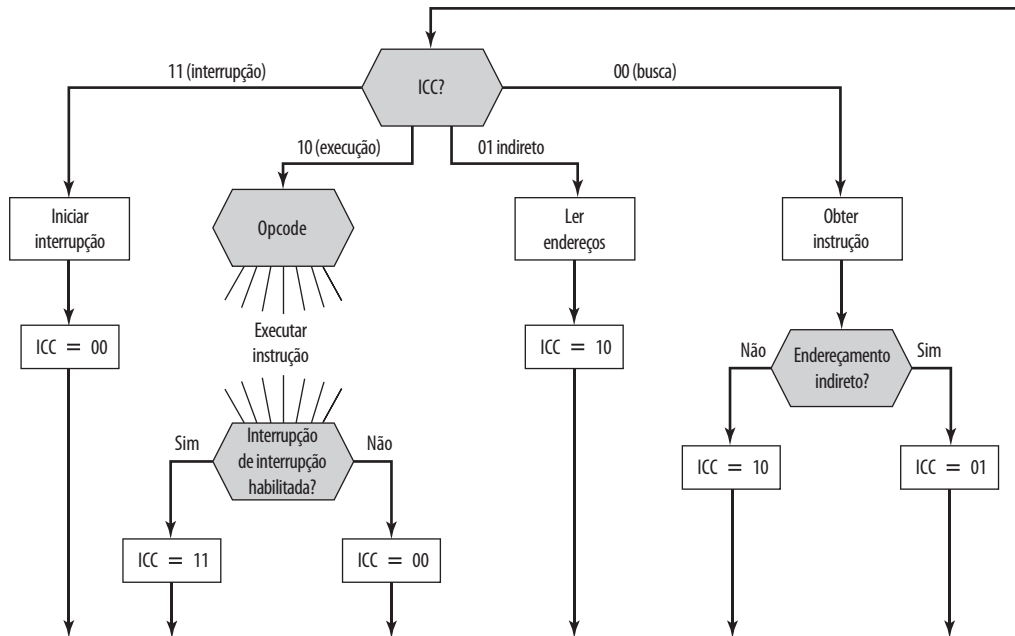 ICC?
11 (interrupção)
00 (busca)
10 (execução)
01 indireto
Iniciar
interrupção
Opcode
Ler
endereços
Obter
instrução
Executar
instrução
ICC = 00
ICC = 10
Não
Endereçamento
indireto?
Sim
Sim
Interrupção
de interrupção
habilitada?
Não
ICC = 10
ICC = 01
ICC = 11
ICC = 00